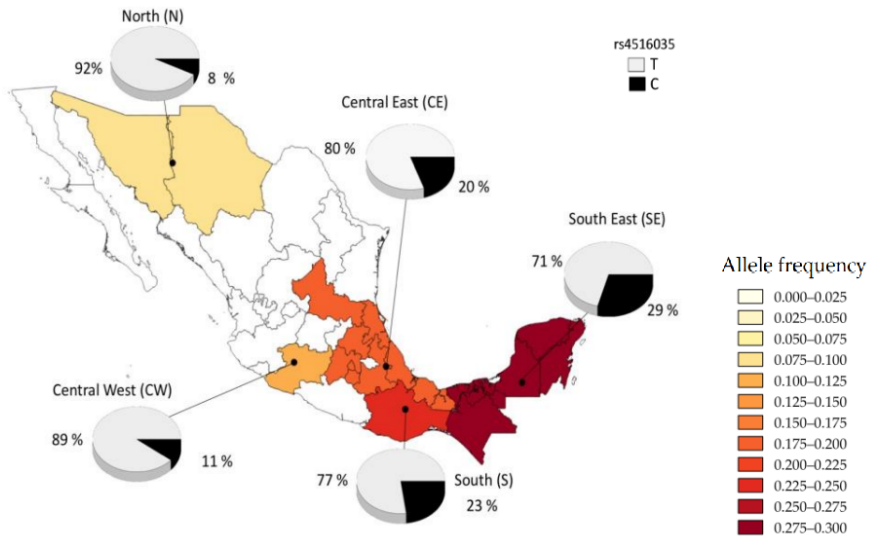 North (N)
92%
8 %
rs4516035
T
C
Central East (CE)
80 %
20 %
South East (SE)
71 %
29 %
Allele frequency
0.000–0.025
0.025–0.050
0.050–0.075
0.075–0.100
0.100–0.125
0.125–0.150
0.150–0.175
0.175–0.200
0.200–0.225
0.225–0.250
0.250–0.275
0.275–0.300
Central West (CW)
89 %
11 %
77 %
South (S)
23 %